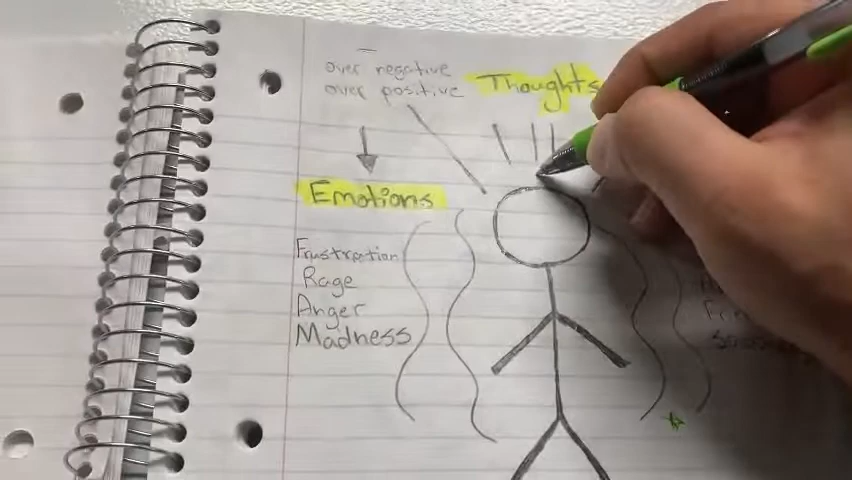 over negative
over positive
Thoughts
Emotions
Frustration
Rage
Anger
Madness